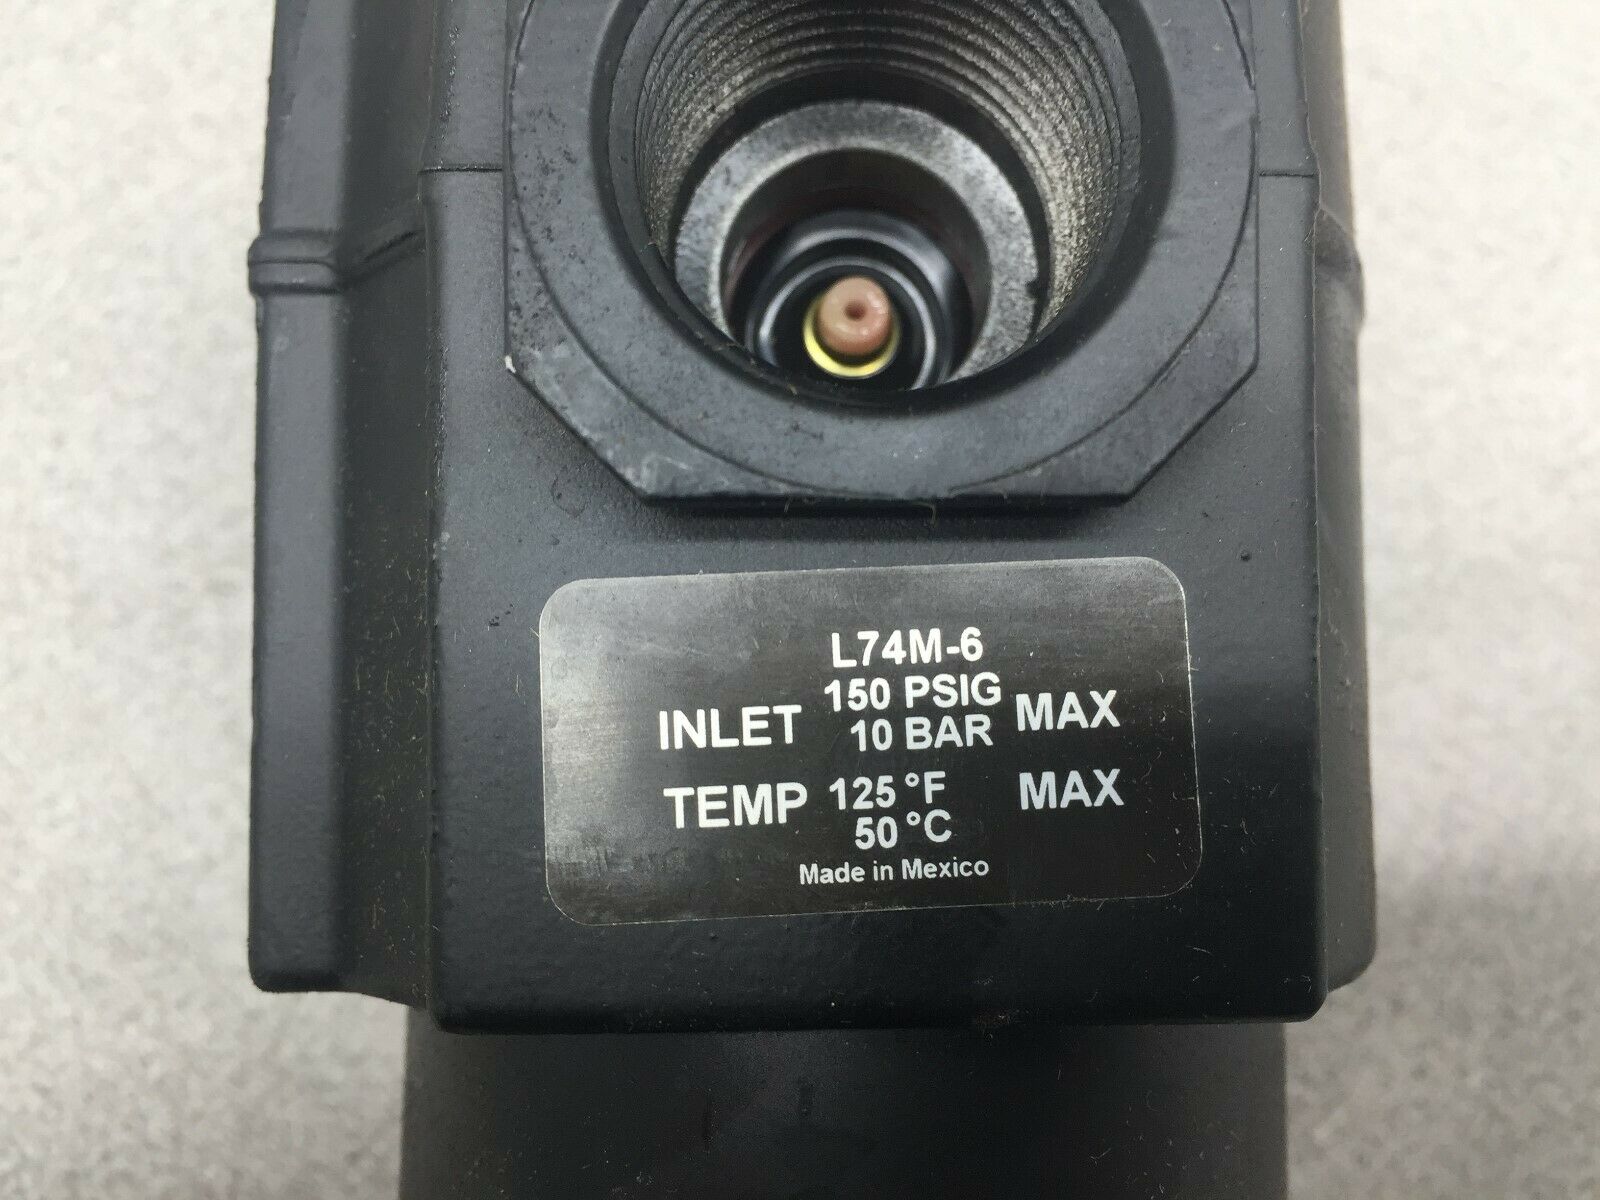 L74M-6
INLET 150 PSIG MAX
10 BAR
TEMP 125 °F MAX
50 °C
Made in Mexico